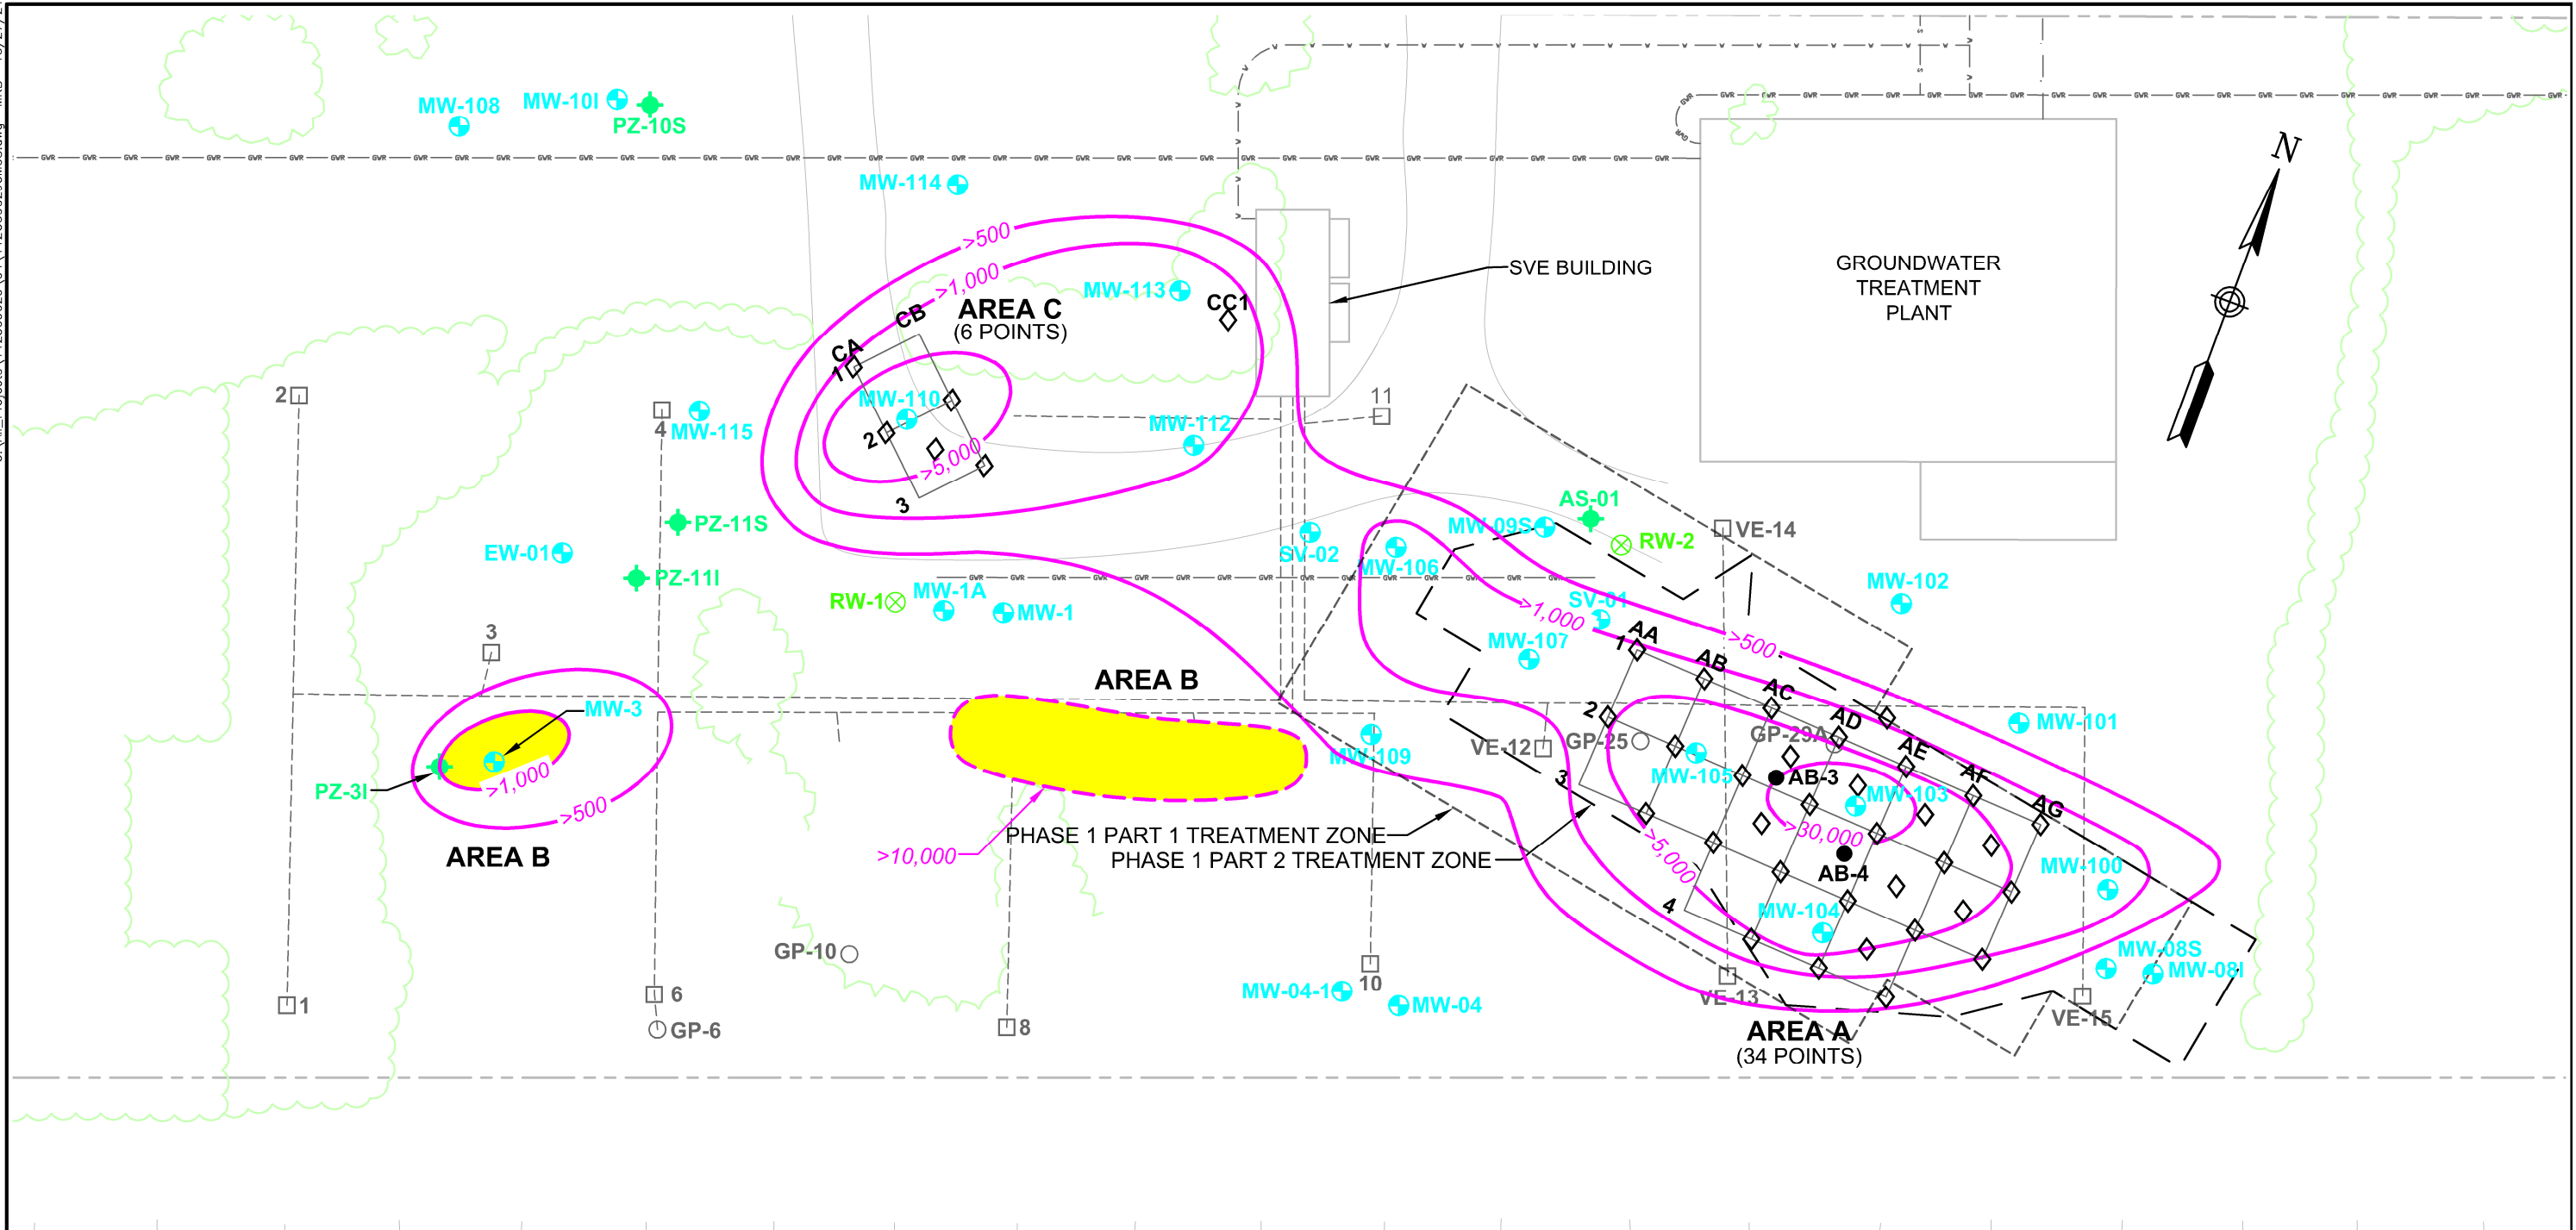 MW-108
MW-10I
PZ-10S
MW-114
N
>500
>1,000
SVE BUILDING
GROUNDWATER
TREATMENT
PLANT
MW-113
CC1
AREA C
(6 POINTS)
CB
CA
1
2
3
MW-110
>5,000
MW-112
11
2
4
MW-115
PZ-11S
EW-01
PZ-11I
RW-1
MW-1A
MW-1
SV-02
MW-106
MW-09S
AS-01
RW-2
VE-14
MW-102
SV-01
>1,000
>500
MW-107
3
MW-3
>1,000
>500
PZ-3I
AREA B
AREA B
>10,000
MW-109
VE-12
GP-25
GP-29A
MW-101
AA
AB
AC
AD
AE
AF
AG
1
2
3
4
MW-105
AB-3
MW-103
>30,000
AB-4
>5,000
MW-104
MW-100
MW-08S
MW-08I
PHASE 1 PART 1 TREATMENT ZONE
PHASE 1 PART 2 TREATMENT ZONE
GP-10
1
6
GP-6
8
10
MW-04-1
MW-04
VE-13
VE-15
AREA A
(34 POINTS)
GWR
GWR
GWR
W
S